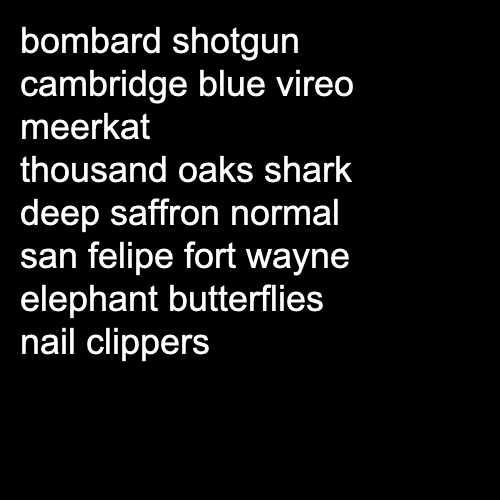 bombard shotgun
cambridge blue vireo
meerkat
thousand oaks shark
deep saffron normal
san felipe fort wayne
elephant butterflies
nail clippers